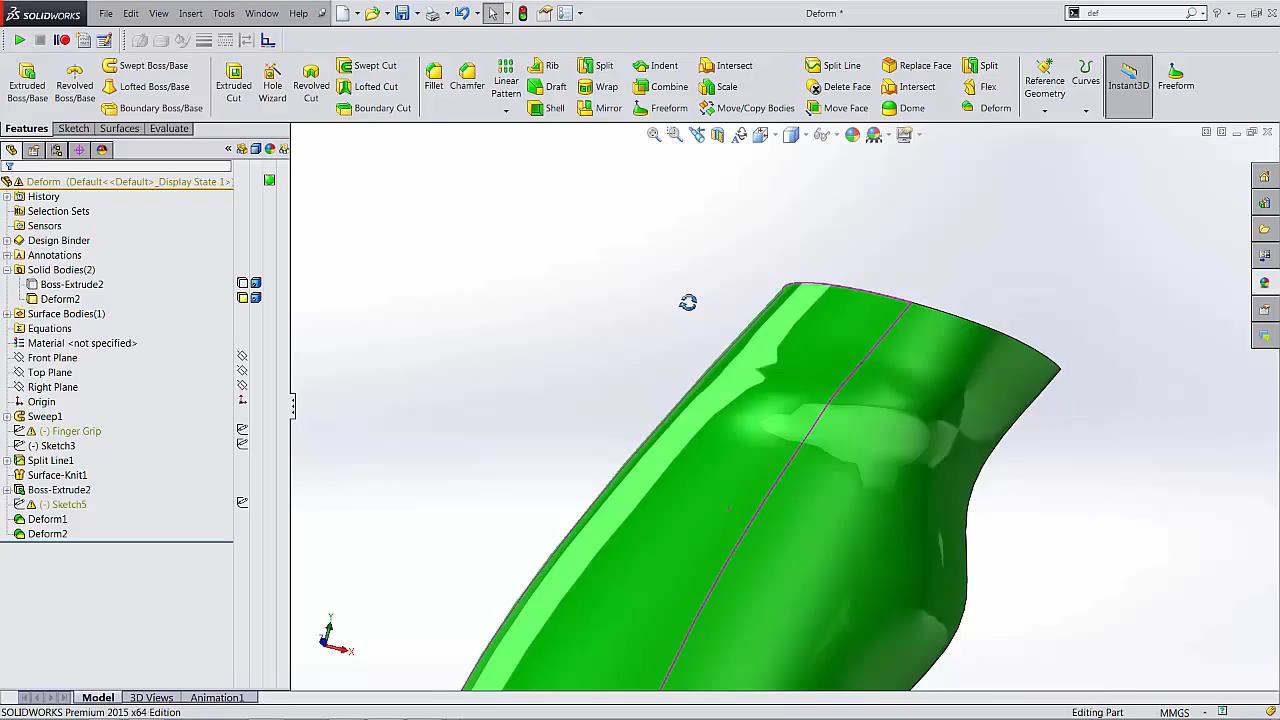 SOLIDWORKS File Edit View Insert Tools Window Help Deform * def
Swept Boss/Base Swept Cut Rib Split Indent Intersect Split Line Replace Face Split
Extruded Boss/Base Revolved Boss/Base Lofted Boss/Base Extruded Cut Hole Wizard Revolved Cut Lofted Cut Fillet Chamfer Linear Pattern Draft Wrap Combine Scale Delete Face Intersect Flex Reference Geometry Curves Instant3D Freeform
Boundary Boss/Base Boundary Cut Shell Mirror Freeform Move/Copy Bodies Move Face Dome Deform
Features Sketch Surfaces Evaluate
Deform (Default<<Default>_Display State 1>)
History
Selection Sets
Sensors
Design Binder
Annotations
Solid Bodies(2)
Boss-Extrude2
Deform2
Surface Bodies(1)
Equations
Material <not specified>
Front Plane
Top Plane
Right Plane
Origin
Sweep1
(-) Finger Grip
(-) Sketch3
Split Line1
Surface-Knit1
Boss-Extrude2
(-) Sketch5
Deform1
Deform2
Y
Z
X
Model 3D Views Animation1
SOLIDWORKS Premium 2015 x64 Edition Editing Part MMGS